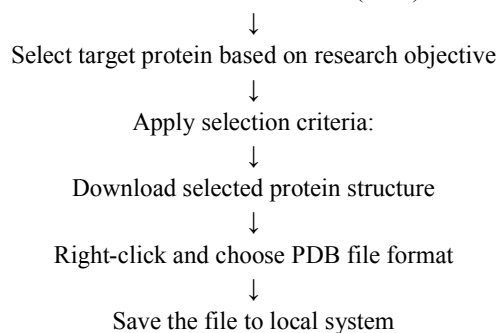 ↓
Select target protein based on research objective
↓
Apply selection criteria:
↓
Download selected protein structure
↓
Right-click and choose PDB file format
↓
Save the file to local system